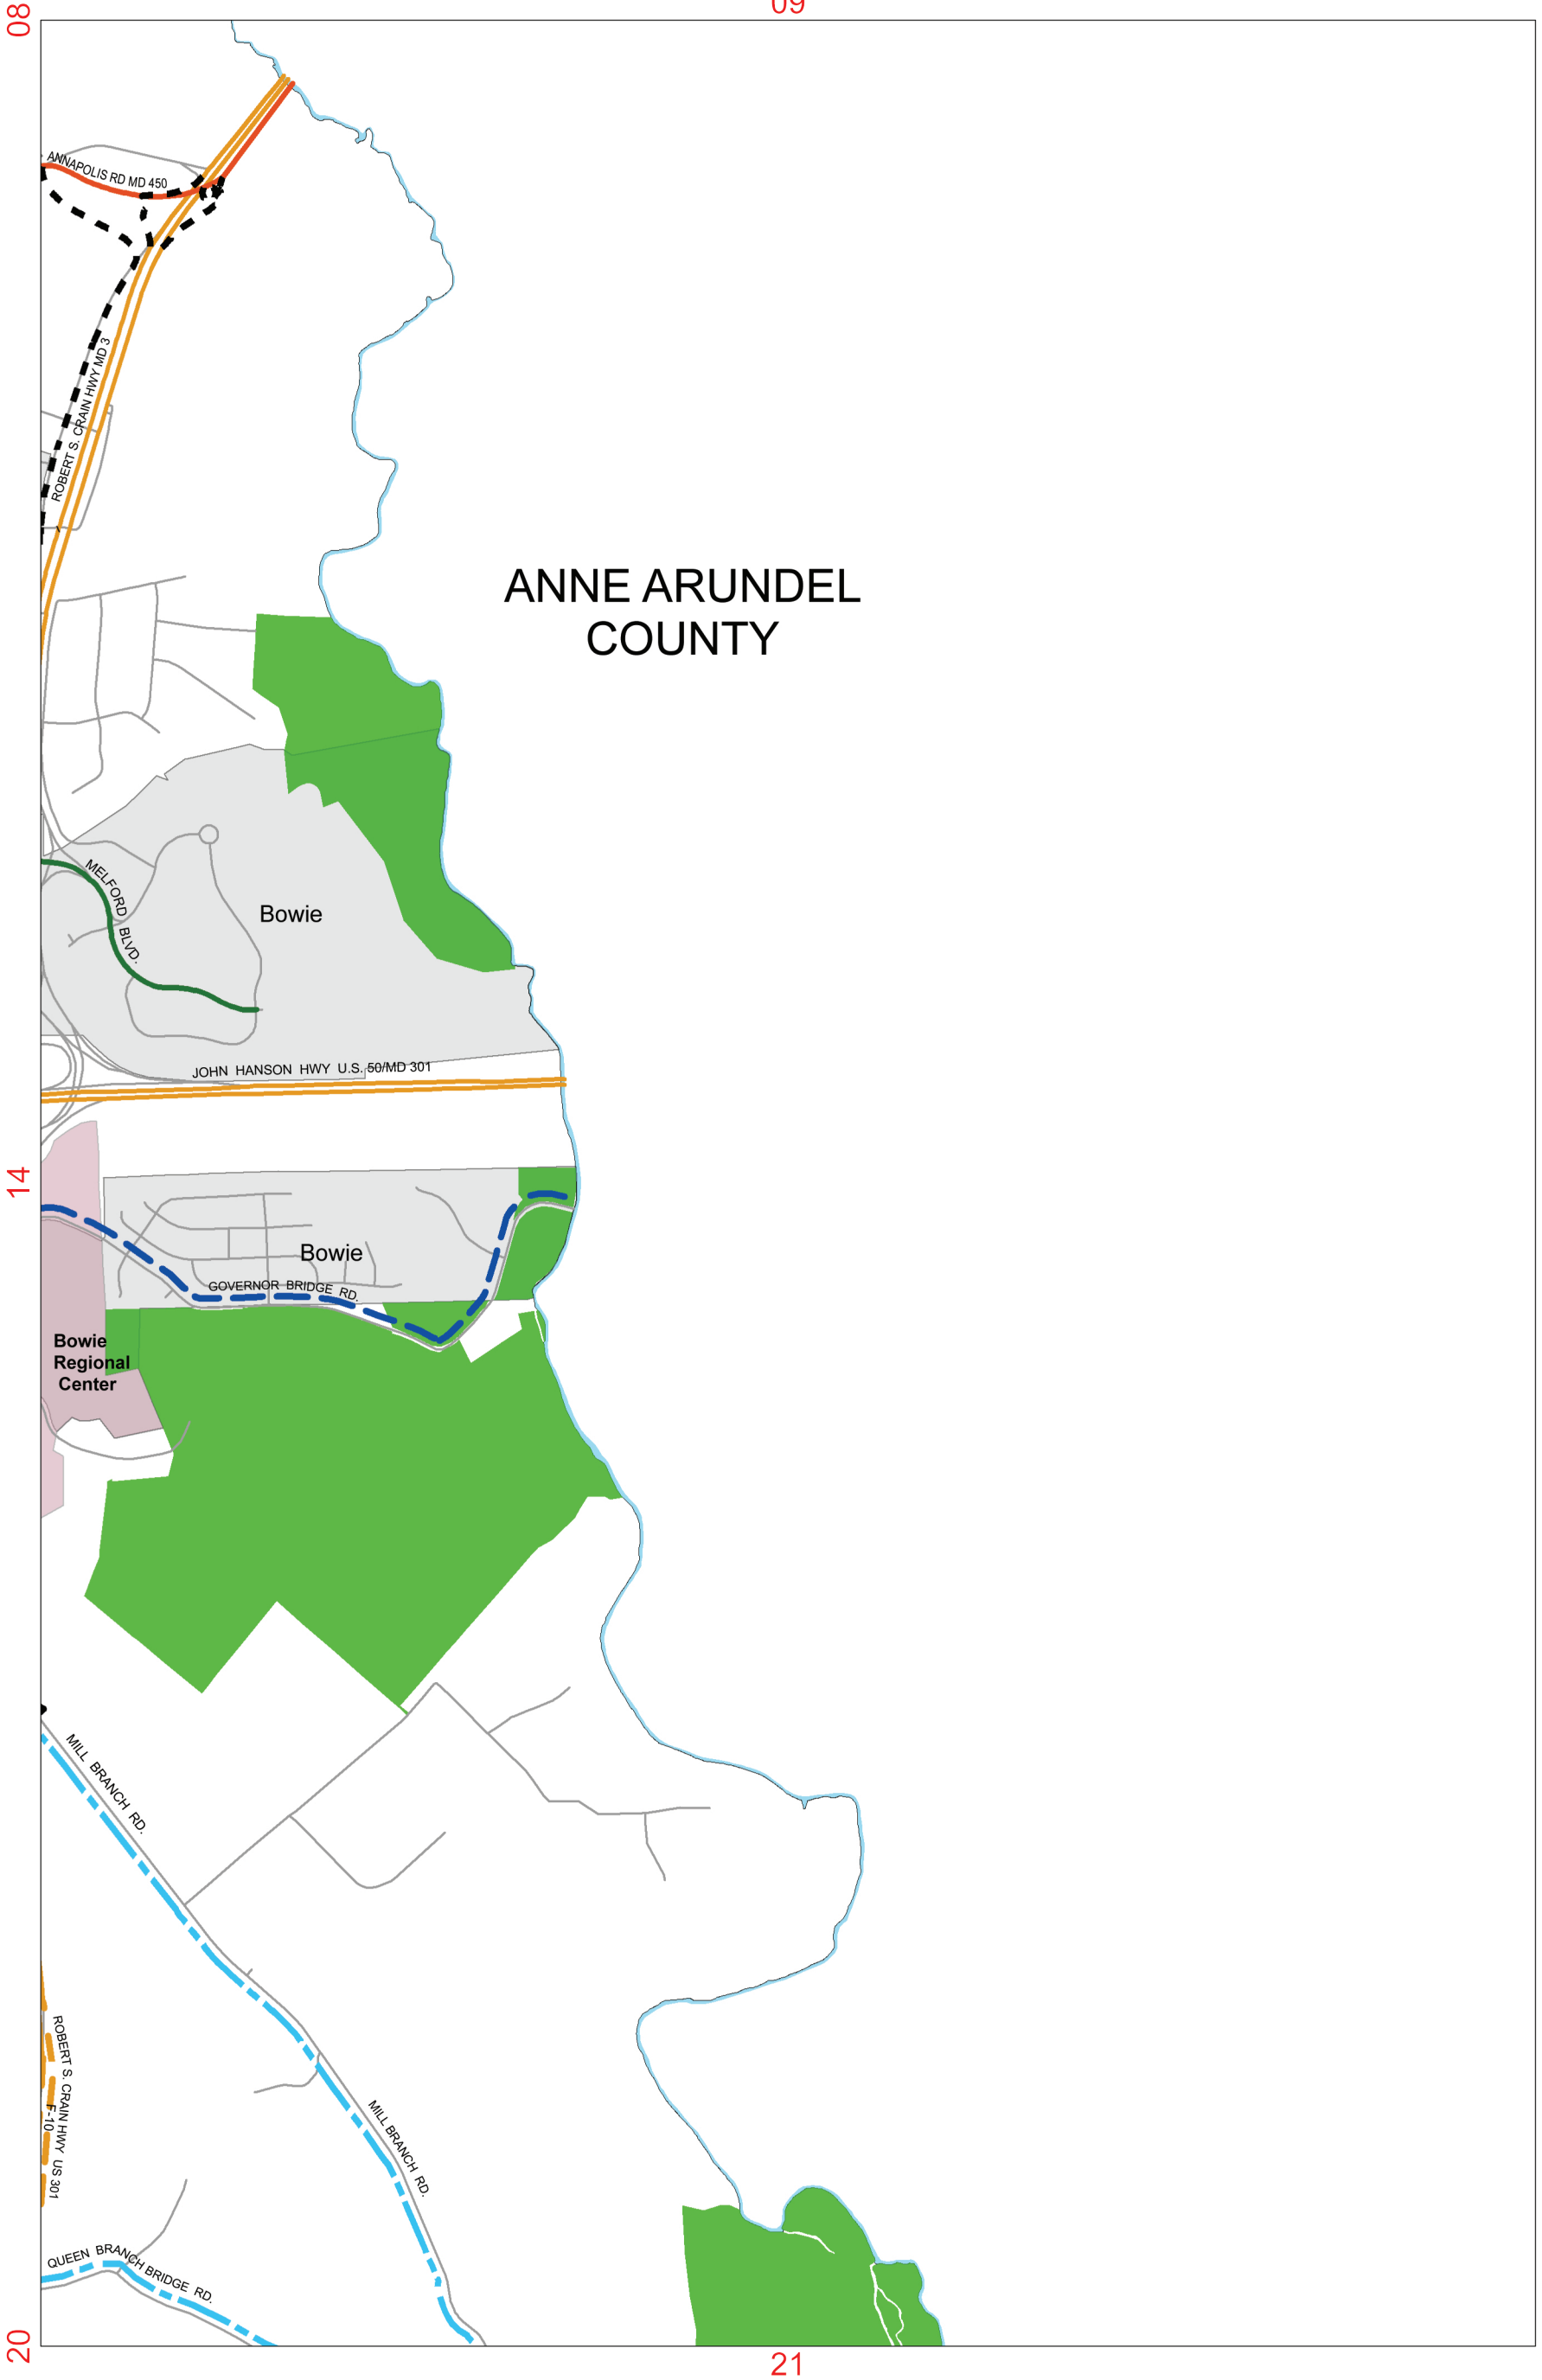 08
09
ANNAPOLIS RD MD 450
ROBERT S. CRAIN HWY MD 3
ANNE ARUNDEL
COUNTY
MELFORD BLVD.
Bowie
JOHN HANSON HWY U.S. 50/MD 301
14
Bowie
GOVERNOR BRIDGE RD.
Bowie
Regional
Center
MILL BRANCH RD.
ROBERT S. CRAIN HWY US 301
F-10
MILL BRANCH RD.
QUEEN BRANCH BRIDGE RD.
20
21